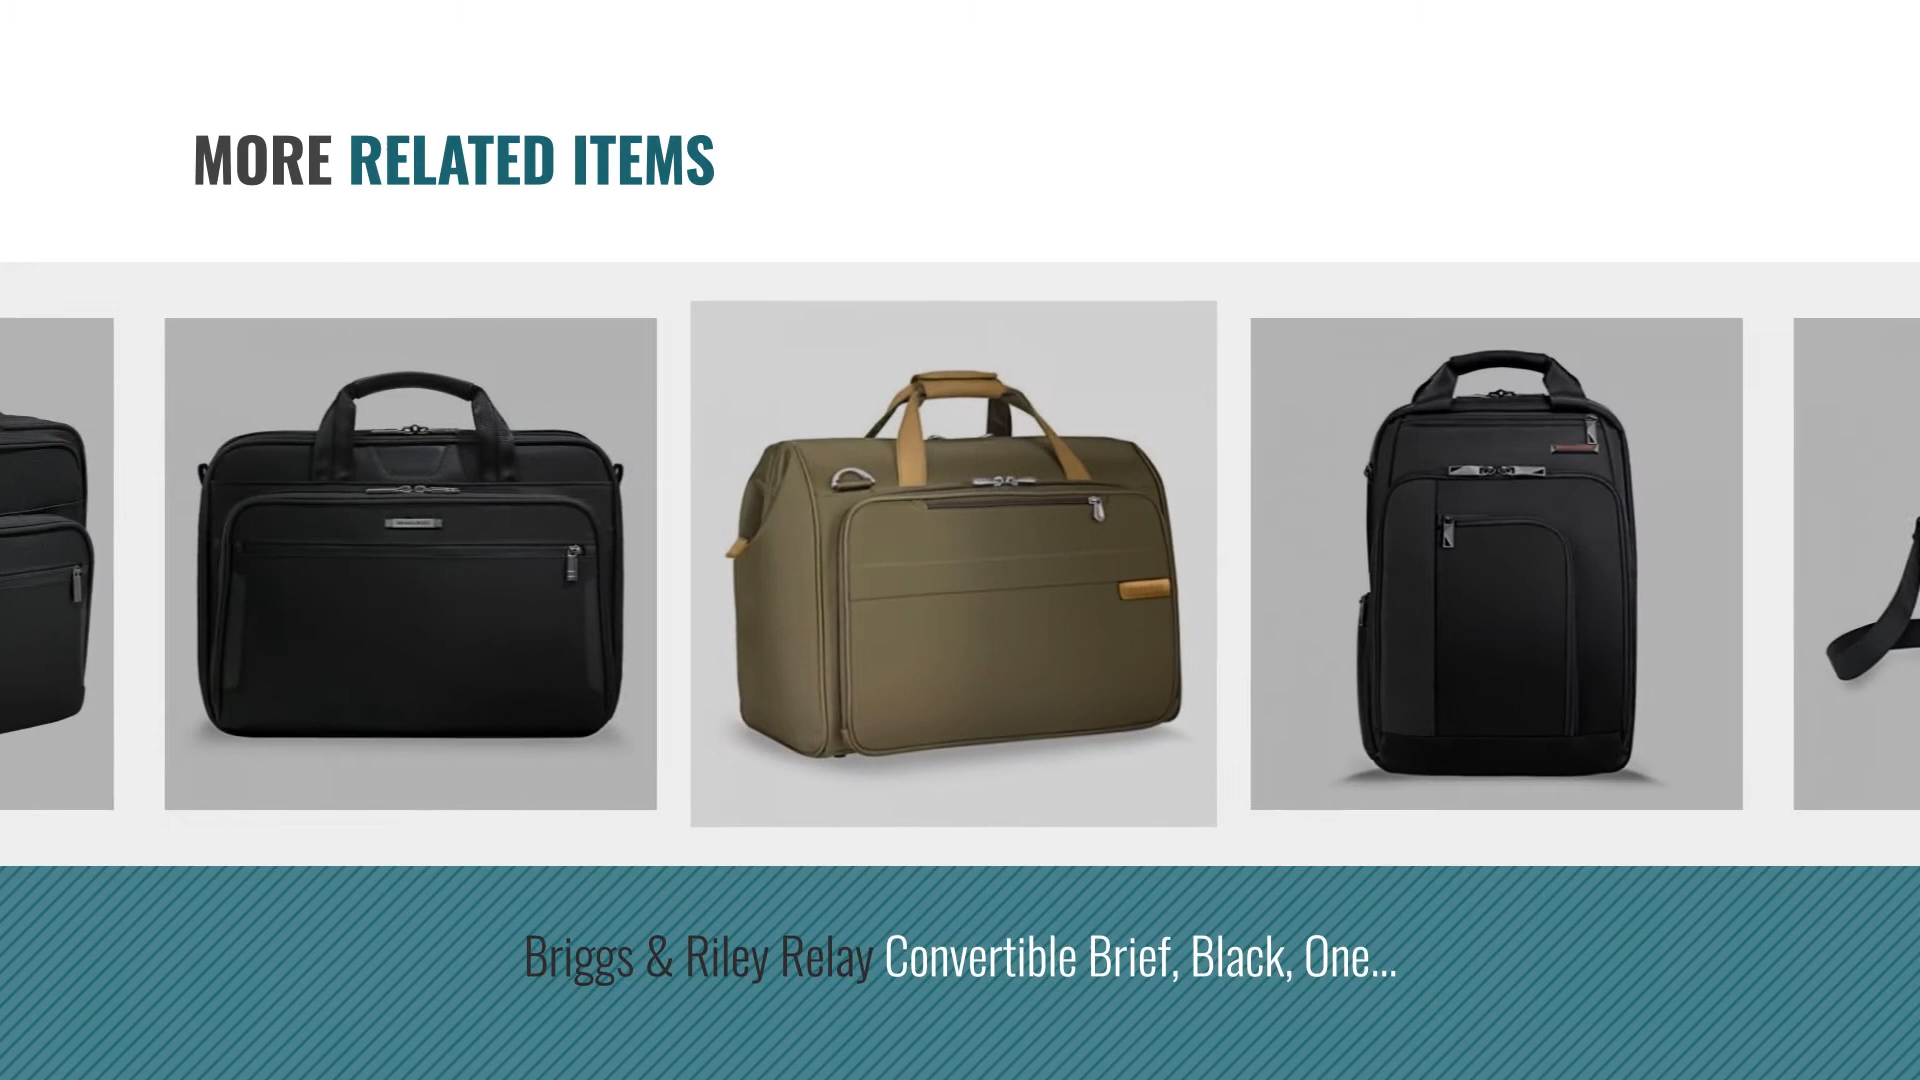 MORE RELATED ITEMS
Briggs & Riley Relay Convertible Brief, Black, One...